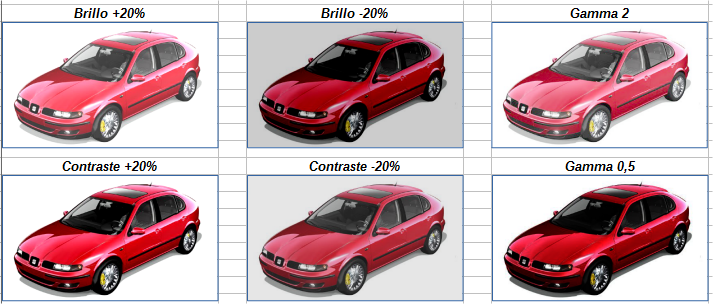 Brillo +20%
Brillo -20%
Gamma 2
Contraste +20%
Contraste -20%
Gamma 0,5